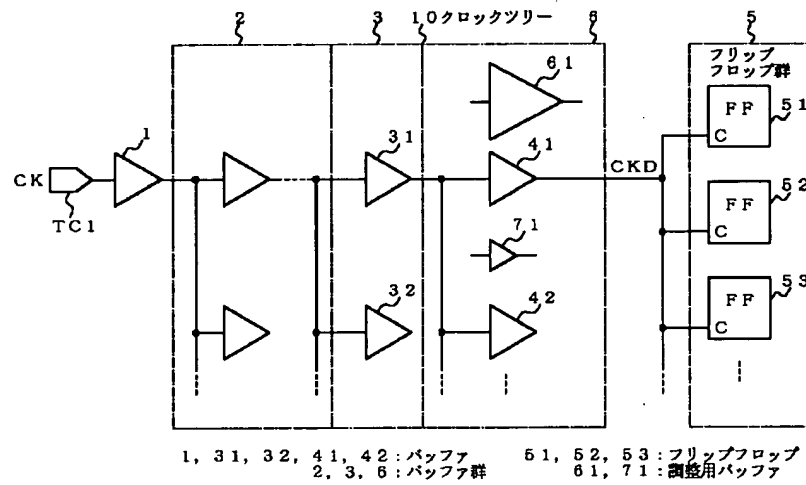 2 3 10クロックツリー 6 5
フリップ
フロップ群
61
FF
51
C
1 31 41
CK CKD
TC1
FF
52
C
71
32 42
FF
53
C
1, 31, 32, 41, 42：バッファ 51, 52, 53：フリップフロップ
2, 3, 6：バッファ群 61, 71：調整用バッファ